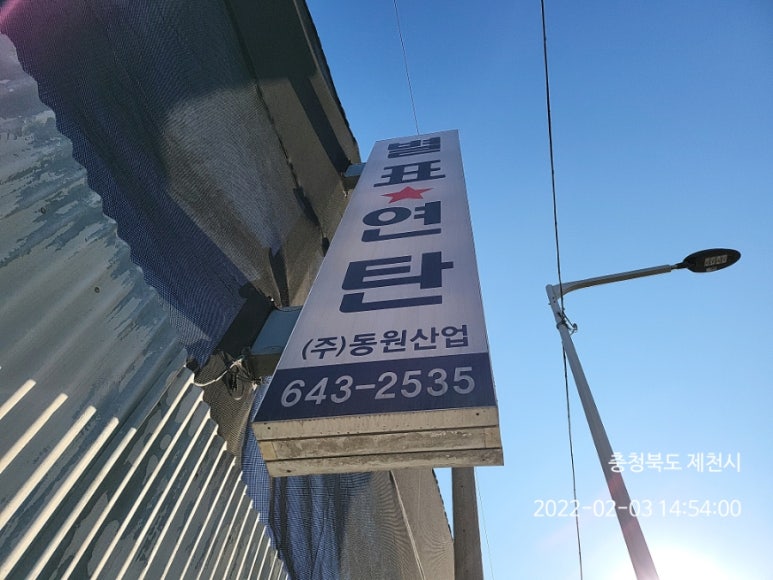 별표★연탄
(주)동원산업
643-2535
충청북도 제천시
2022-02-03 14:54:00